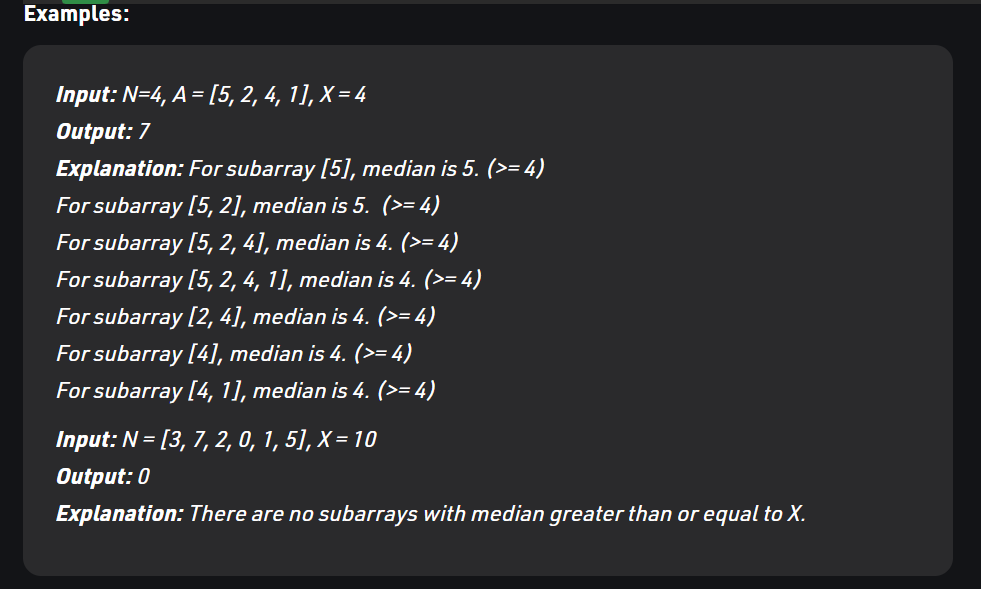 Examples:
Input: N=4, A = [5, 2, 4, 1], X = 4
Output: 7
Explanation: For subarray [5], median is 5. (>= 4)
For subarray [5, 2], median is 5.  (>= 4)
For subarray [5, 2, 4], median is 4. (>= 4)
For subarray [5, 2, 4, 1], median is 4. (>= 4)
For subarray [2, 4], median is 4. (>= 4)
For subarray [4], median is 4. (>= 4)
For subarray [4, 1], median is 4. (>= 4)
Input: N = [3, 7, 2, 0, 1, 5], X = 10
Output: 0
Explanation: There are no subarrays with median greater than or equal to X.